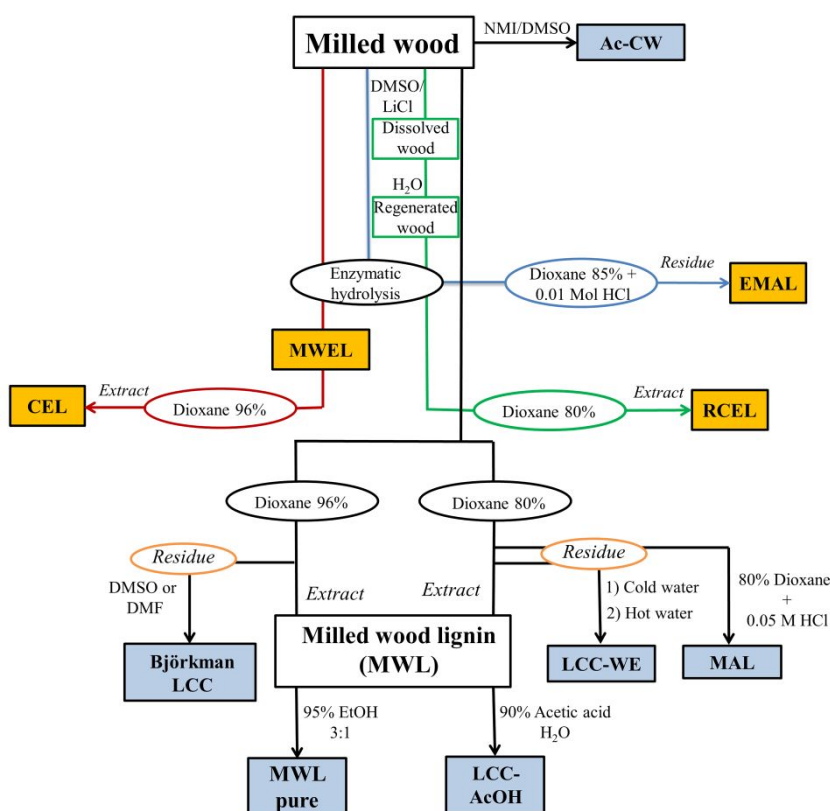 Milled wood
NMI/DMSO
Ac-CW
DMSO/
LiCl
Dissolved
wood
H₂O
Regenerated
wood
Enzymatic
hydrolysis
Dioxane 85% +
0.01 Mol HCl
Residue
EMAL
MWEL
CEL
Extract
Dioxane 96%
Dioxane 80%
Extract
RCEL
Dioxane 96%
Dioxane 80%
Residue
Residue
DMSO or
DMF
Extract
Extract
1) Cold water
2) Hot water
80% Dioxane
+
0.05 M HCl
Björkman
LCC
Milled wood lignin
(MWL)
LCC-WE
MAL
95% EtOH
3:1
90% Acetic acid
H₂O
MWL
pure
LCC-
AcOH